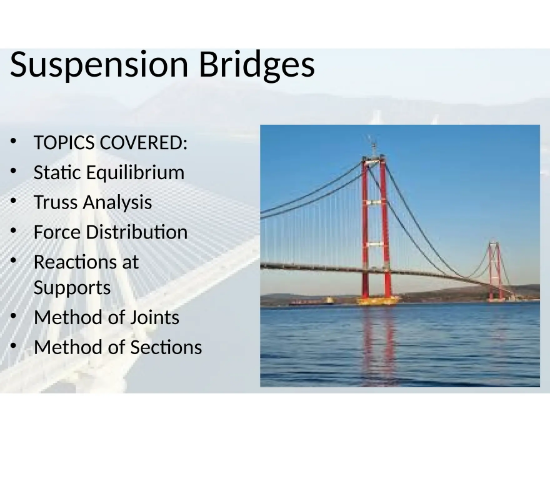 Suspension Bridges
• TOPICS COVERED:
• Static Equilibrium
• Truss Analysis
• Force Distribution
• Reactions at
Supports
• Method of Joints
• Method of Sections